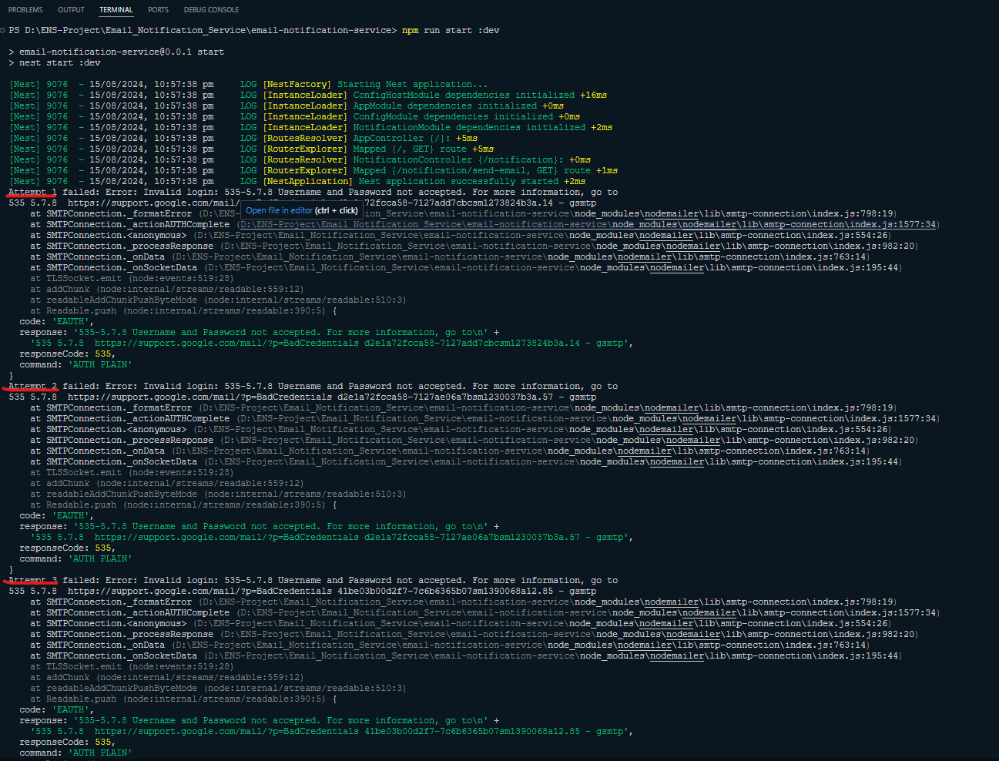 PROBLEMS OUTPUT TERMINAL PORTS DEBUG CONSOLE
PS D:\ENS-Project\Email_Notification_Service\email-notification-service> npm run start :dev
> email-notification-service@0.0.1 start
> nest start :dev
[Nest] 9076 - 15/08/2024, 10:57:38 pm LOG [NestFactory] Starting Nest application...
[Nest] 9076 - 15/08/2024, 10:57:38 pm LOG [InstanceLoader] ConfigHostModule dependencies initialized +16ms
[Nest] 9076 - 15/08/2024, 10:57:38 pm LOG [InstanceLoader] AppModule dependencies initialized +0ms
[Nest] 9076 - 15/08/2024, 10:57:38 pm LOG [InstanceLoader] ConfigModule dependencies initialized +0ms
[Nest] 9076 - 15/08/2024, 10:57:38 pm LOG [InstanceLoader] NotificationModule dependencies initialized +2ms
[Nest] 9076 - 15/08/2024, 10:57:38 pm LOG [RoutesResolver] AppController {/}: +5ms
[Nest] 9076 - 15/08/2024, 10:57:38 pm LOG [RouterExplorer] Mapped {/, GET} route +5ms
[Nest] 9076 - 15/08/2024, 10:57:38 pm LOG [RoutesResolver] NotificationController {/notification}: +0ms
[Nest] 9076 - 15/08/2024, 10:57:38 pm LOG [RouterExplorer] Mapped {/notification/send-email, GET} route +1ms
[Nest] 9076 - 15/08/2024, 10:57:38 pm LOG [NestApplication] Nest application successfully started +2ms
Attempt 1 failed: Error: Invalid login: 535-5.7.8 Username and Password not accepted. For more information, go to
535 5.7.8 https://support.google.com/mail/ fcca58-7127add7cbcsm1273824b3a.14 - gsmtp
at SMTPConnection._formatError (D:\ENS- Open file in editor (ctrl + click) _Notification_Service\email-notification-service\node_modules\nodemailer\lib\smtp-connection\index.js:798:19)
at SMTPConnection._actionAUTHComplete (D:\ENS-Project\Email_Notification_Service\email-notification-service\node_modules\nodemailer\lib\smtp-connection\index.js:1577:34)
at SMTPConnection.<anonymous> (D:\ENS-Project\Email_Notification_Service\email-notification-service\node_modules\nodemailer\lib\smtp-connection\index.js:554:26)
at SMTPConnection._processResponse (D:\ENS-Project\Email_Notification_Service\email-notification-service\node_modules\nodemailer\lib\smtp-connection\index.js:982:20)
at SMTPConnection._onData (D:\ENS-Project\Email_Notification_Service\email-notification-service\node_modules\nodemailer\lib\smtp-connection\index.js:763:14)
at SMTPConnection._onSocketData (D:\ENS-Project\Email_Notification_Service\email-notification-service\node_modules\nodemailer\lib\smtp-connection\index.js:195:44)
at TLSSocket.emit (node:events:519:28)
at addChunk (node:internal/streams/readable:559:12)
at readableAddChunkPushByteMode (node:internal/streams/readable:510:3)
at Readable.push (node:internal/streams/readable:390:5) {
code: 'EAUTH',
response: '535-5.7.8 Username and Password not accepted. For more information, go to\n' +
'535 5.7.8 https://support.google.com/mail/?p=BadCredentials d2e1a72fcca58-7127add7cbcsm1273824b3a.14 - gsmtp',
responseCode: 535,
command: 'AUTH PLAIN'
}
Attempt 2 failed: Error: Invalid login: 535-5.7.8 Username and Password not accepted. For more information, go to
535 5.7.8 https://support.google.com/mail/?p=BadCredentials d2e1a72fcca58-7127ae06a7bsm1230037b3a.57 - gsmtp
at SMTPConnection._formatError (D:\ENS-Project\Email_Notification_Service\email-notification-service\node_modules\nodemailer\lib\smtp-connection\index.js:798:19)
at SMTPConnection._actionAUTHComplete (D:\ENS-Project\Email_Notification_Service\email-notification-service\node_modules\nodemailer\lib\smtp-connection\index.js:1577:34)
at SMTPConnection.<anonymous> (D:\ENS-Project\Email_Notification_Service\email-notification-service\node_modules\nodemailer\lib\smtp-connection\index.js:554:26)
at SMTPConnection._processResponse (D:\ENS-Project\Email_Notification_Service\email-notification-service\node_modules\nodemailer\lib\smtp-connection\index.js:982:20)
at SMTPConnection._onData (D:\ENS-Project\Email_Notification_Service\email-notification-service\node_modules\nodemailer\lib\smtp-connection\index.js:763:14)
at SMTPConnection._onSocketData (D:\ENS-Project\Email_Notification_Service\email-notification-service\node_modules\nodemailer\lib\smtp-connection\index.js:195:44)
at TLSSocket.emit (node:events:519:28)
at addChunk (node:internal/streams/readable:559:12)
at readableAddChunkPushByteMode (node:internal/streams/readable:510:3)
at Readable.push (node:internal/streams/readable:390:5) {
code: 'EAUTH',
response: '535-5.7.8 Username and Password not accepted. For more information, go to\n' +
'535 5.7.8 https://support.google.com/mail/?p=BadCredentials d2e1a72fcca58-7127ae06a7bsm1230037b3a.57 - gsmtp',
responseCode: 535,
command: 'AUTH PLAIN'
}
Attempt 3 failed: Error: Invalid login: 535-5.7.8 Username and Password not accepted. For more information, go to
535 5.7.8 https://support.google.com/mail/?p=BadCredentials 41be03b00d2f7-7c6b6365b07sm1390068a12.85 - gsmtp
at SMTPConnection._formatError (D:\ENS-Project\Email_Notification_Service\email-notification-service\node_modules\nodemailer\lib\smtp-connection\index.js:798:19)
at SMTPConnection._actionAUTHComplete (D:\ENS-Project\Email_Notification_Service\email-notification-service\node_modules\nodemailer\lib\smtp-connection\index.js:1577:34)
at SMTPConnection.<anonymous> (D:\ENS-Project\Email_Notification_Service\email-notification-service\node_modules\nodemailer\lib\smtp-connection\index.js:554:26)
at SMTPConnection._processResponse (D:\ENS-Project\Email_Notification_Service\email-notification-service\node_modules\nodemailer\lib\smtp-connection\index.js:982:20)
at SMTPConnection._onData (D:\ENS-Project\Email_Notification_Service\email-notification-service\node_modules\nodemailer\lib\smtp-connection\index.js:763:14)
at SMTPConnection._onSocketData (D:\ENS-Project\Email_Notification_Service\email-notification-service\node_modules\nodemailer\lib\smtp-connection\index.js:195:44)
at TLSSocket.emit (node:events:519:28)
at addChunk (node:internal/streams/readable:559:12)
at readableAddChunkPushByteMode (node:internal/streams/readable:510:3)
at Readable.push (node:internal/streams/readable:390:5) {
code: 'EAUTH',
response: '535-5.7.8 Username and Password not accepted. For more information, go to\n' +
'535 5.7.8 https://support.google.com/mail/?p=BadCredentials 41be03b00d2f7-7c6b6365b07sm1390068a12.85 - gsmtp',
responseCode: 535,
command: 'AUTH PLAIN'